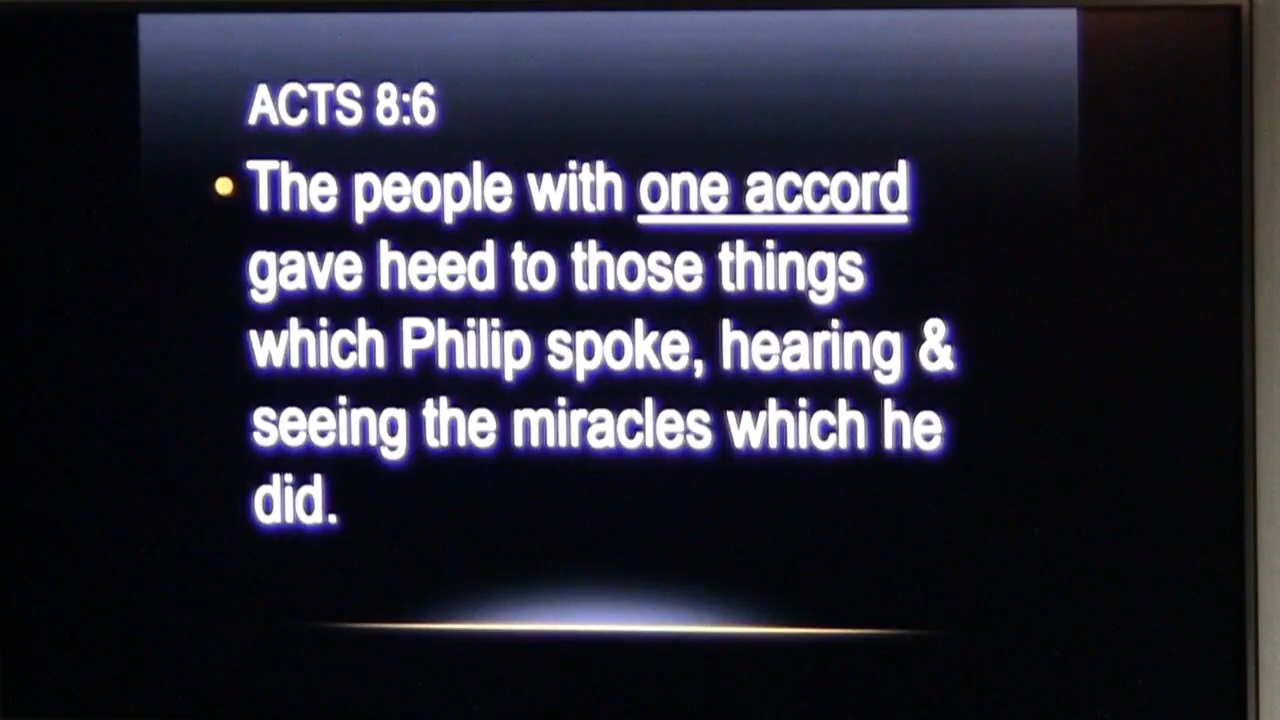 ACTS 8:6
• The people with one accord
gave heed to those things
which Philip spoke, hearing &
seeing the miracles which he
did.